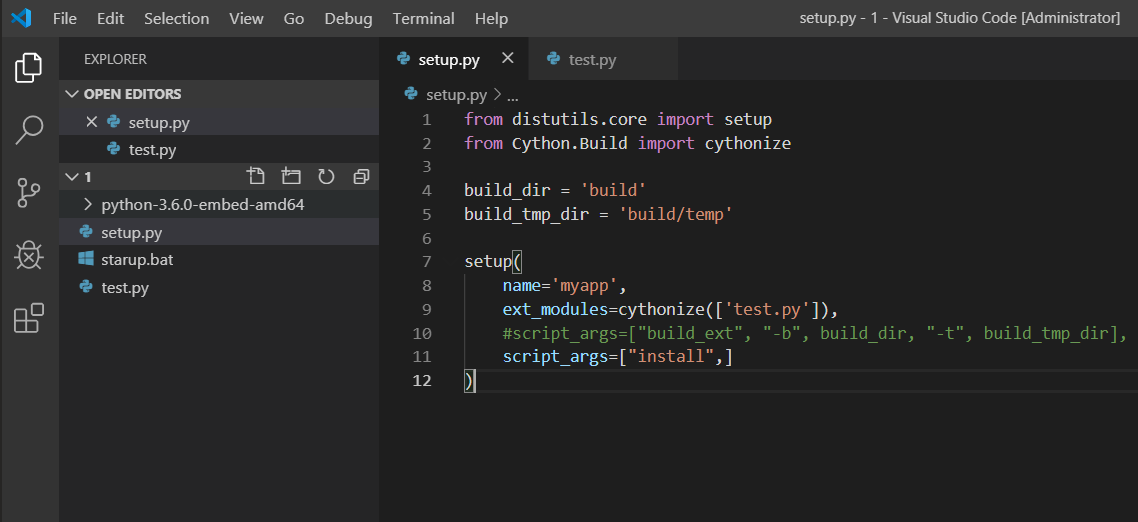 File Edit Selection View Go Debug Terminal Help setup.py - 1 - Visual Studio Code [Administrator]
EXPLORER
OPEN EDITORS
setup.py
test.py
1
python-3.6.0-embed-amd64
setup.py
starup.bat
test.py
setup.py test.py
setup.py > ...
1 from distutils.core import setup
2 from Cython.Build import cythonize
3
4 build_dir = 'build'
5 build_tmp_dir = 'build/temp'
6
7 setup(
8     name='myapp',
9     ext_modules=cythonize(['test.py']),
10     #script_args=["build_ext", "-b", build_dir, "-t", build_tmp_dir],
11     script_args=["install",]
12 )